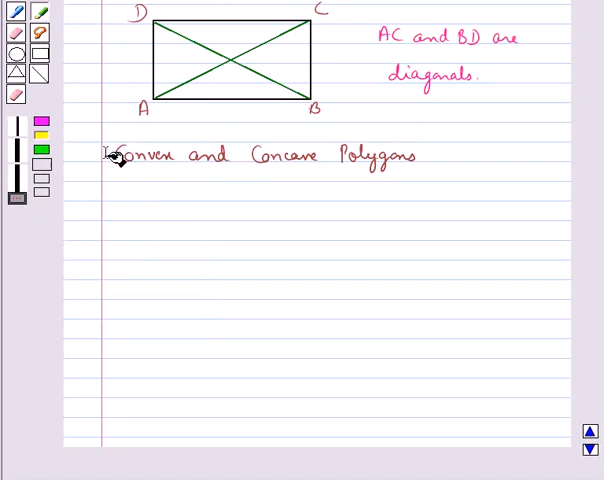 D C
AC and BD are
diagonals.
A B
Convex and Concave Polygons